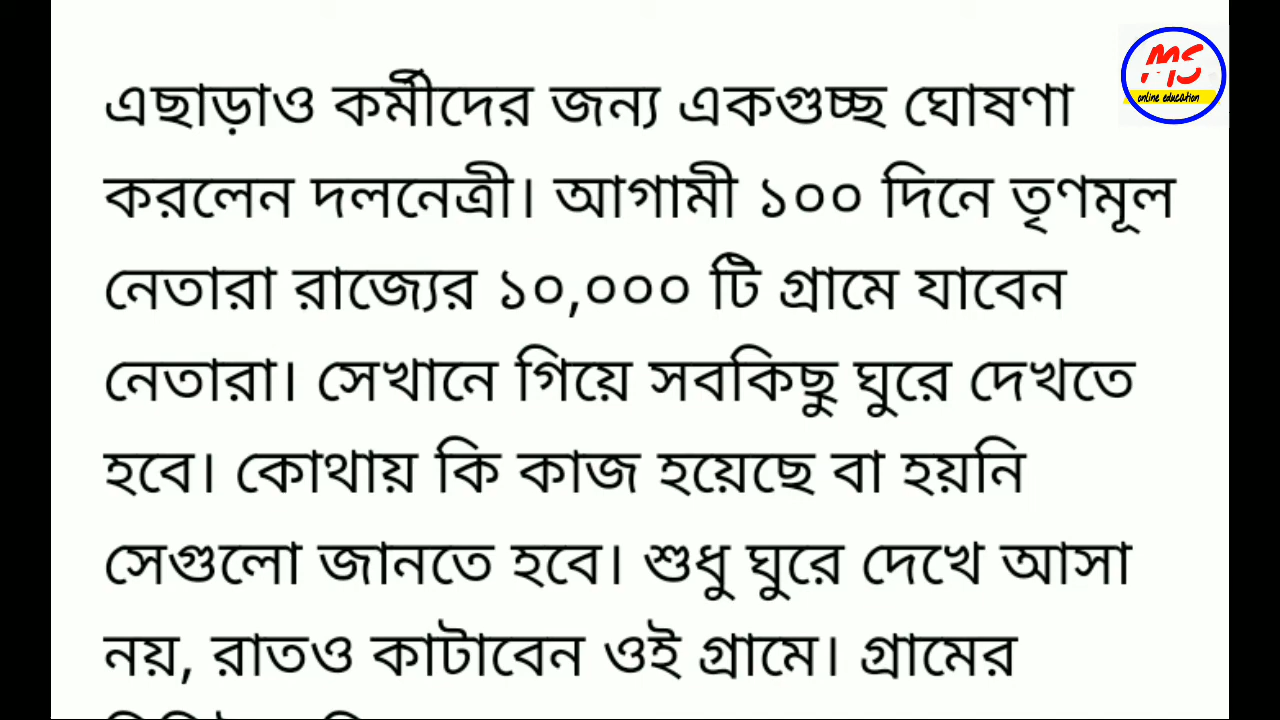 এছাড়াও কর্মীদের জন্য একগুচ্ছ ঘোষণা
করলেন দলনেত্রী। আগামী ১০০ দিনে তৃণমূল
নেতারা রাজ্যের ১০,০০০ টি গ্রামে যাবেন
নেতারা। সেখানে গিয়ে সবকিছু ঘুরে দেখতে
হবে। কোথায় কি কাজ হয়েছে বা হয়নি
সেগুলো জানতে হবে। শুধু ঘুরে দেখে আসা
নয়, রাতও কাটাবেন ওই গ্রামে। গ্রামের
MS
online education